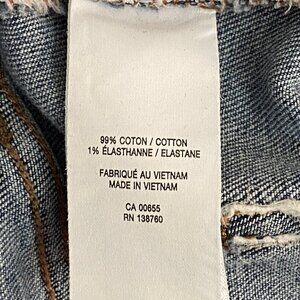 99% COTON / COTTON
1% ÉLASTHANNE / ELASTANE
FABRIQUÉ AU VIETNAM
MADE IN VIETNAM
CA 00655
RN 138760